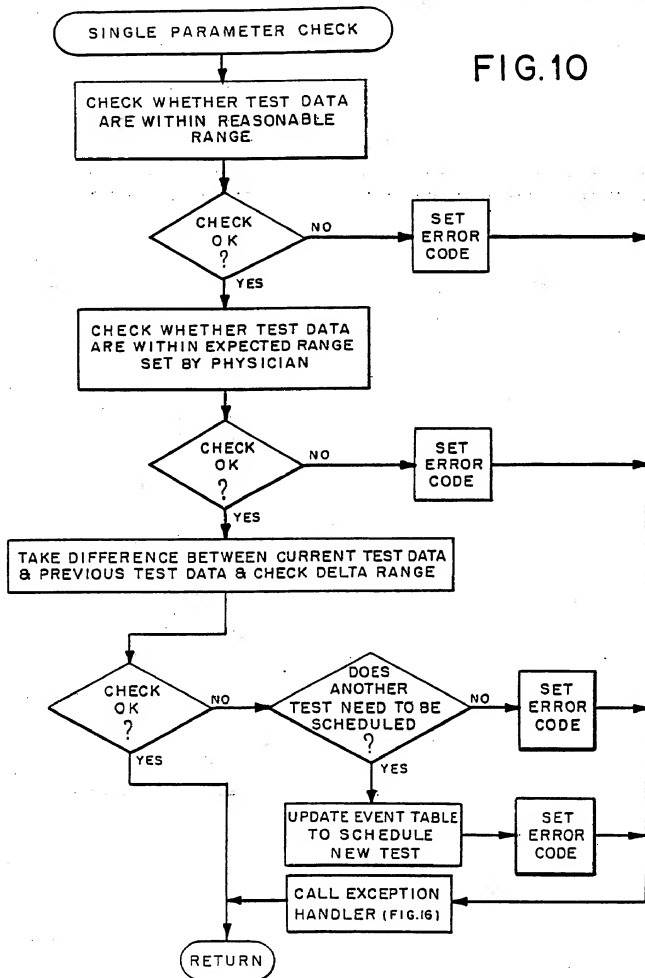 SINGLE PARAMETER CHECK
FIG.10
CHECK WHETHER TEST DATA
ARE WITHIN REASONABLE
RANGE
CHECK
OK
?
NO
SET
ERROR
CODE
YES
CHECK WHETHER TEST DATA
ARE WITHIN EXPECTED RANGE
SET BY PHYSICIAN
CHECK
OK
?
NO
SET
ERROR
CODE
YES
TAKE DIFFERENCE BETWEEN CURRENT TEST DATA
& PREVIOUS TEST DATA & CHECK DELTA RANGE
CHECK
OK
?
NO
YES
DOES
ANOTHER
TEST NEED TO BE
SCHEDULED
?
NO
SET
ERROR
CODE
YES
UPDATE EVENT TABLE
TO SCHEDULE
NEW TEST
SET
ERROR
CODE
CALL EXCEPTION
HANDLER (FIG.16)
RETURN